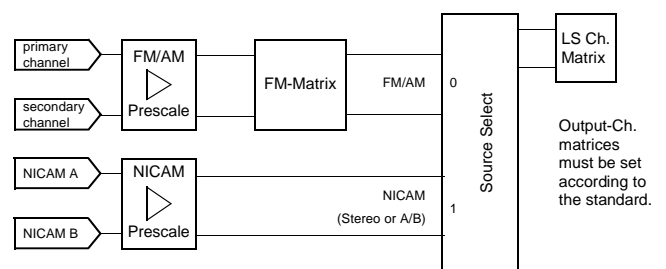 primary
channel
secondary
channel
NICAM A
NICAM B
FM/AM
Prescale
NICAM
Prescale
FM-Matrix
FM/AM
0
NICAM
(Stereo or A/B)
1
Source Select
LS Ch.
Matrix
Output-Ch.
matrices
must be set
according to
the standard.